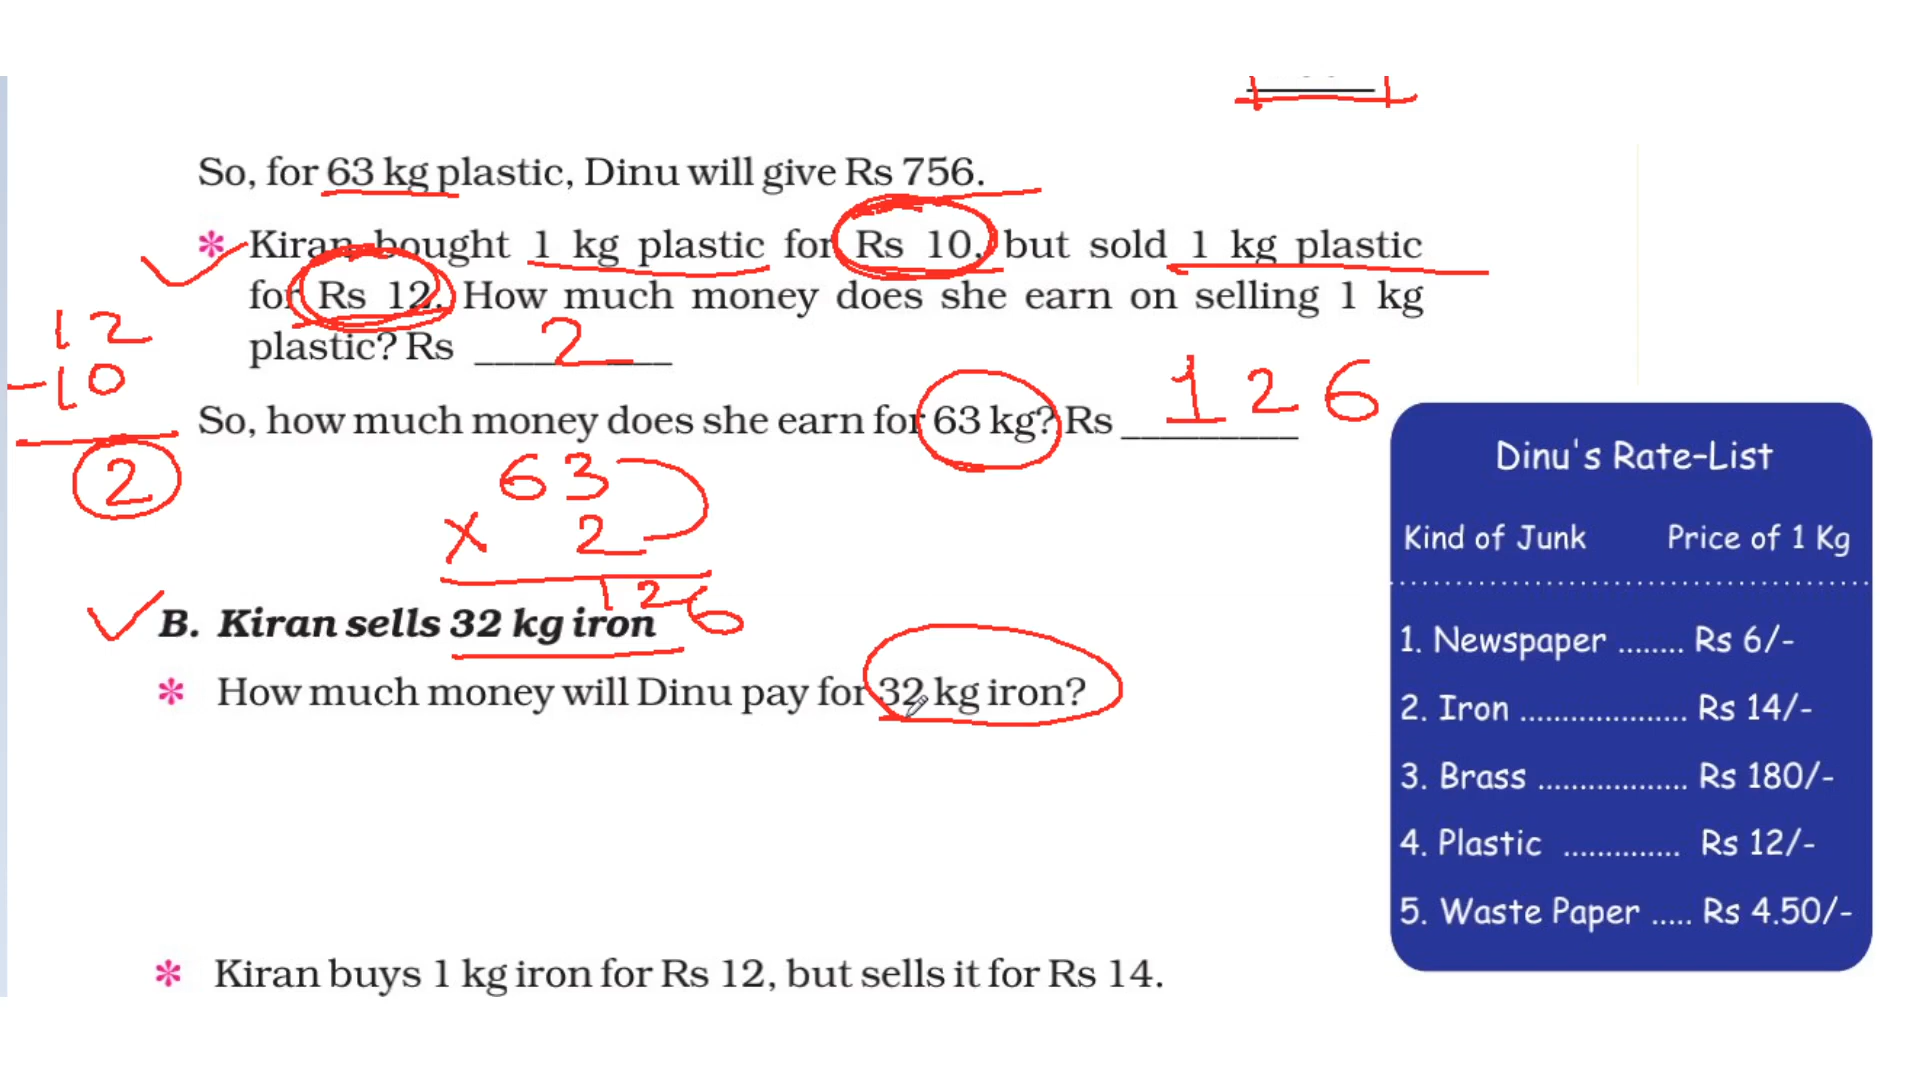 So, for 63 kg plastic, Dinu will give Rs 756.
* Kiran bought 1 kg plastic for Rs 10, but sold 1 kg plastic
for Rs 12. How much money does she earn on selling 1 kg
plastic? Rs 2
12
-10
2
So, how much money does she earn for 63 kg? Rs 126
63
× 2
126
B. Kiran sells 32 kg iron
* How much money will Dinu pay for 32 kg iron?
* Kiran buys 1 kg iron for Rs 12, but sells it for Rs 14.
Dinu's Rate-List
Kind of Junk Price of 1 Kg
1. Newspaper ........ Rs 6/-
2. Iron .................... Rs 14/-
3. Brass .................. Rs 180/-
4. Plastic .............. Rs 12/-
5. Waste Paper ..... Rs 4.50/-